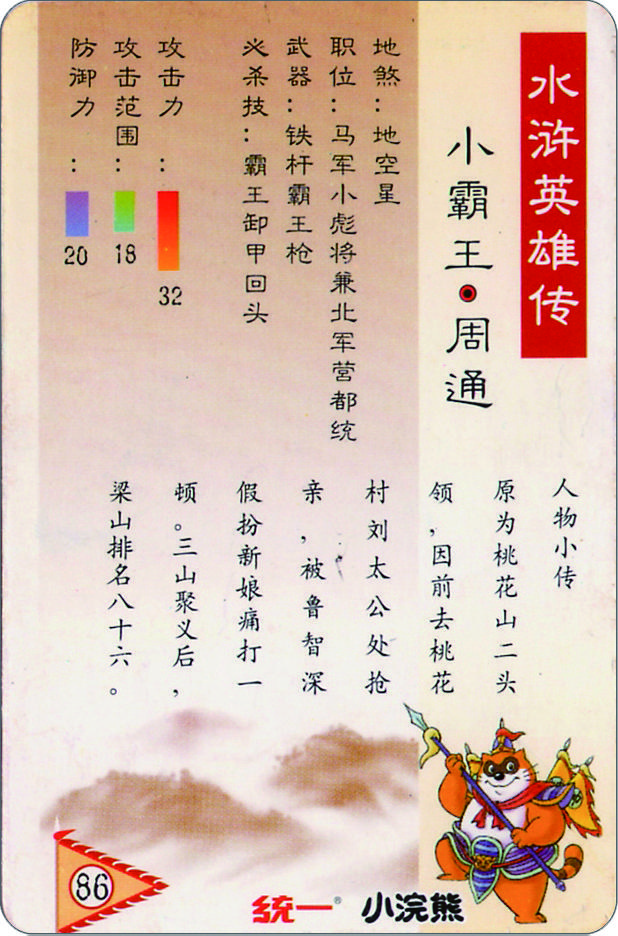 水浒英雄传
小霸王·周通
地煞：地空星
职位：马军小彪将兼北军营都统
武器：铁杆霸王枪
必杀技：霸王卸甲回头
攻击力：
32
攻击范围：
18
防御力：
20
人物小传
原为桃花山二头
领，因前去桃花
村刘太公处抢
亲，被鲁智深
假扮新娘痛打一
顿。三山聚义后，
梁山排名八十六。
86
统一®
小浣熊